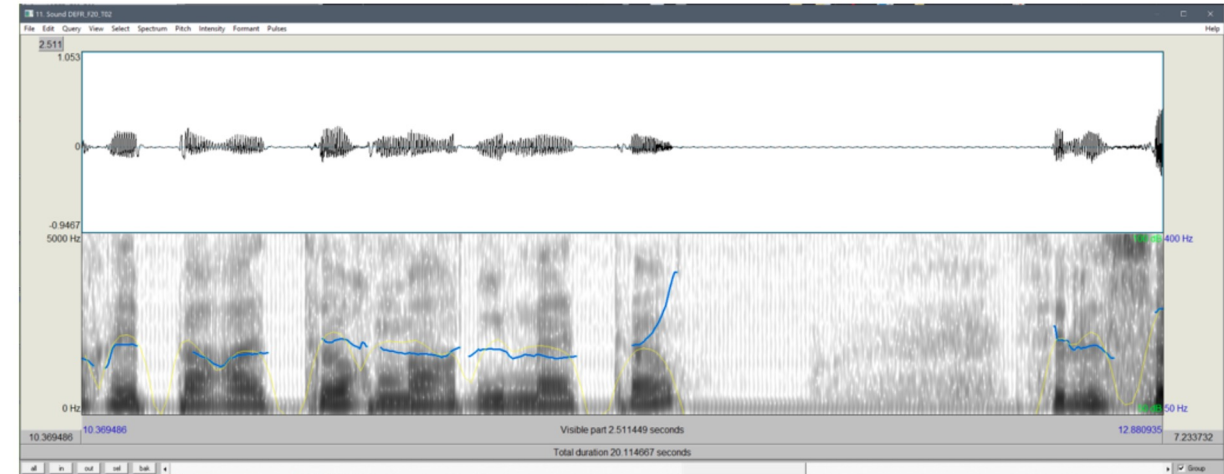 11. Sound DEFR_F20_T02
File Edit Query View Select Spectrum Pitch Intensity Formant Pulses Help
2.511
1.053
0
-0.9467
5000 Hz
400 Hz
0 Hz
50 Hz
10.369486 10.369486 Visible part 2.511449 seconds 12.880935 7.233732
Total duration 20.114667 seconds
all in out sel bak Group